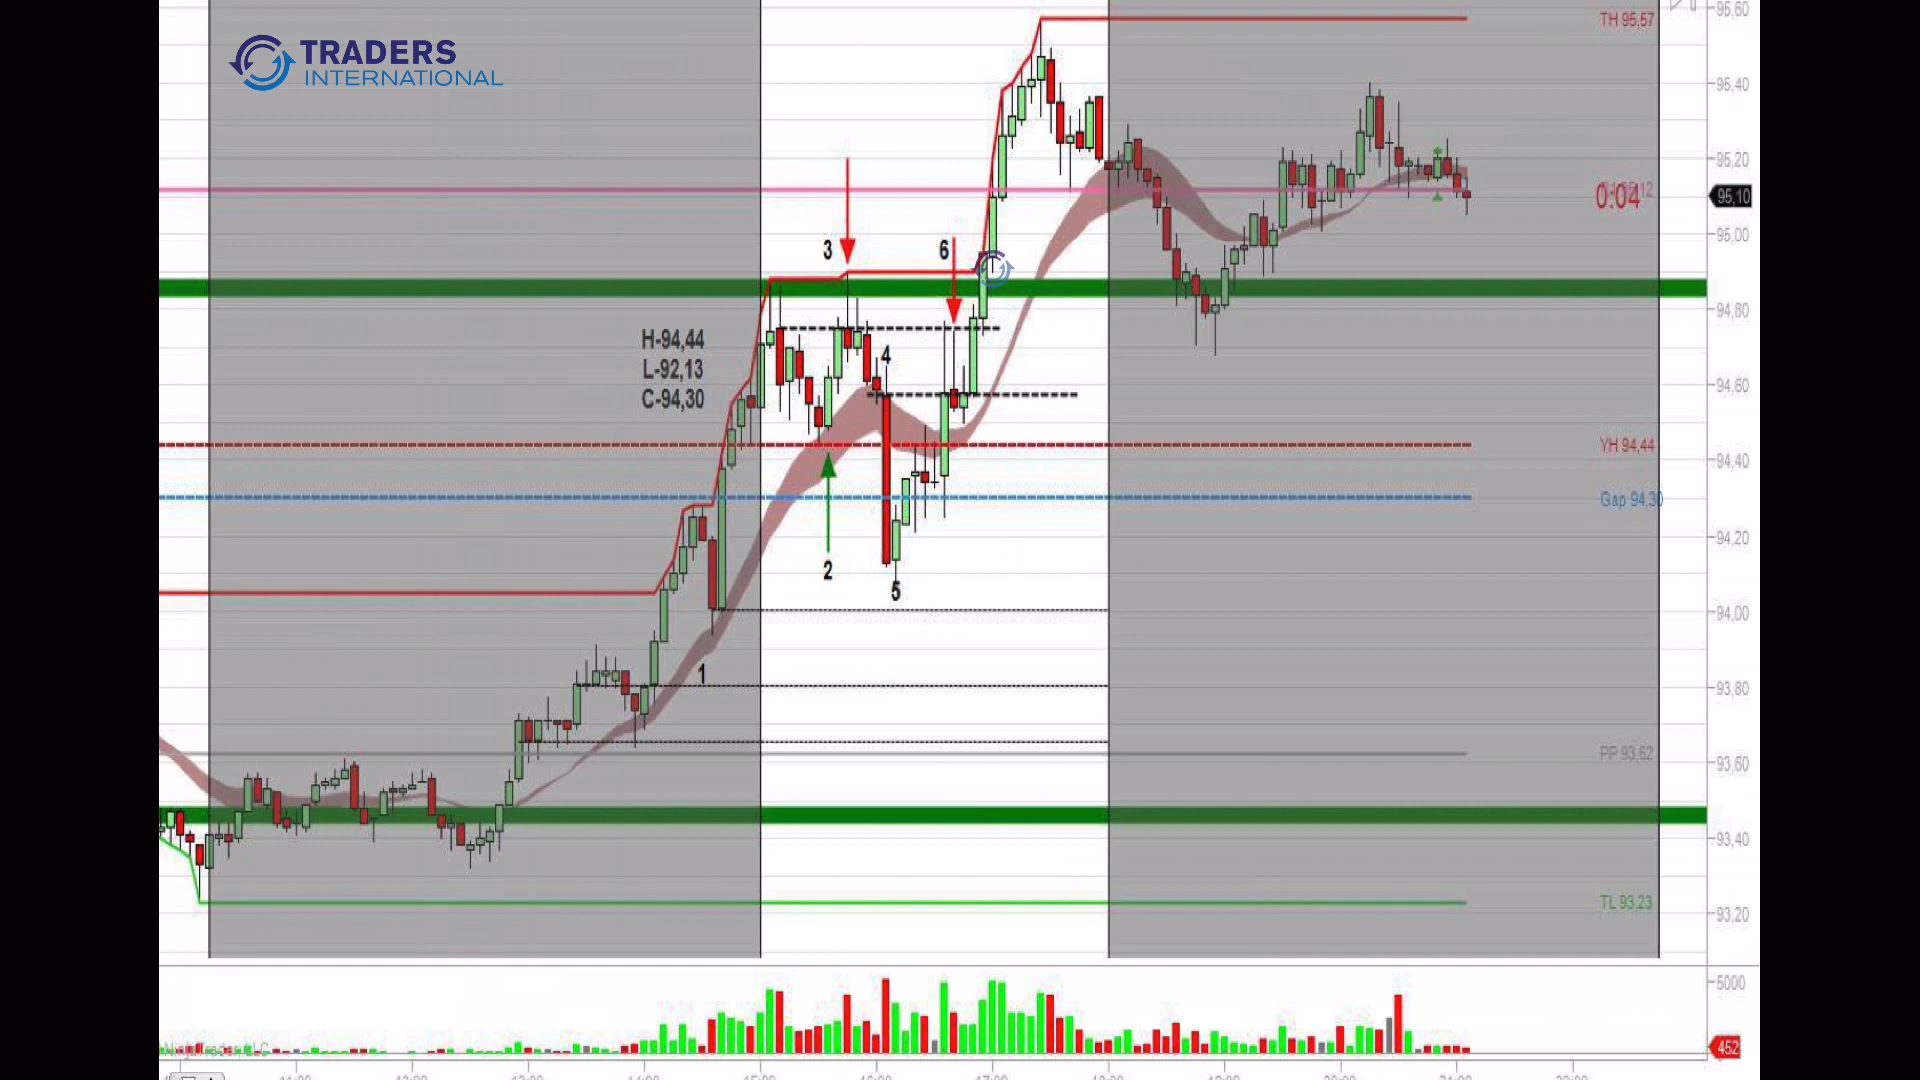 TRADERS
INTERNATIONAL
TH 95,57
95,60
95,40
95,20
0:04
95,10
95,00
3
6
94,80
H-94,44
L-92,13
C-94,30
4
94,60
YH 94,44
94,40
Gap 94,30
94,20
2
5
94,00
1
93,80
PP 93,62
93,60
93,40
TL 93,23
93,20
5000
NinjaTrader, LLC
452